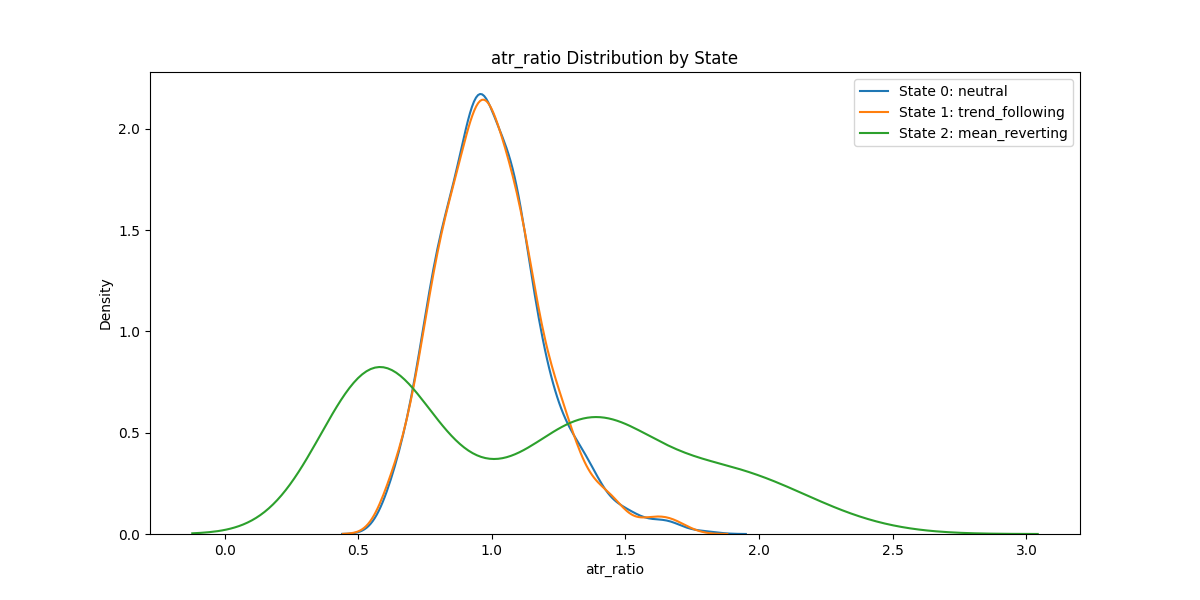 atr_ratio Distribution by State
State 0: neutral
State 1: trend_following
State 2: mean_reverting
Density
2.0
1.5
1.0
0.5
0.0
0.0 0.5 1.0 1.5 2.0 2.5 3.0
atr_ratio